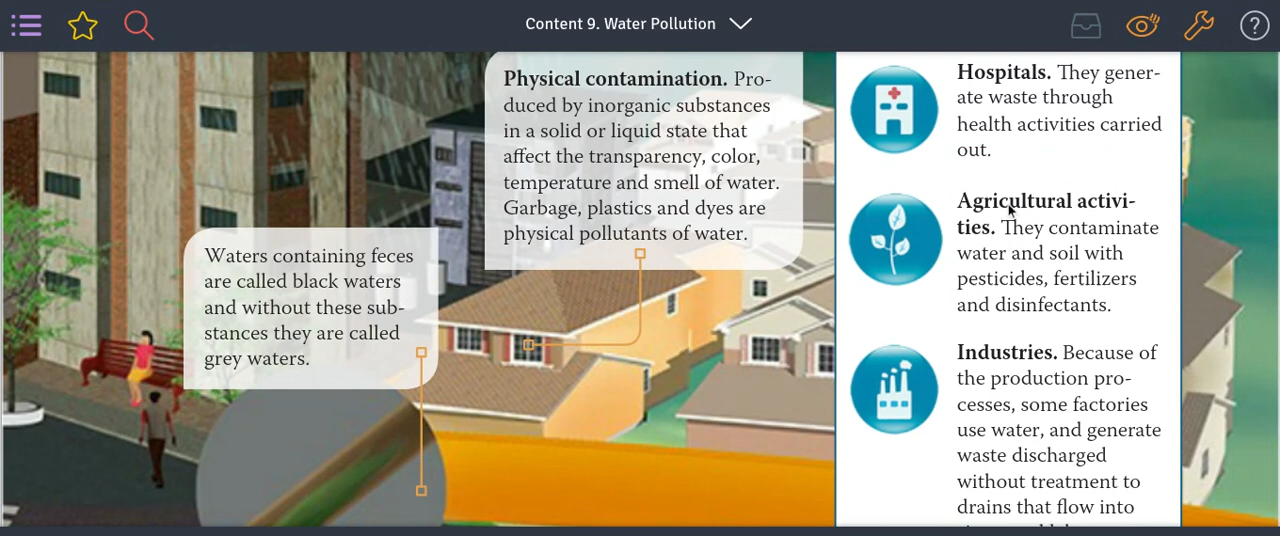 Content 9. Water Pollution
Physical contamination. Pro-
duced by inorganic substances
in a solid or liquid state that
affect the transparency, color,
temperature and smell of water.
Garbage, plastics and dyes are
physical pollutants of water.
Waters containing feces
are called black waters
and without these sub-
stances they are called
grey waters.
Hospitals. They gener-
ate waste through
health activities carried
out.
Agricultural activi-
ties. They contaminate
water and soil with
pesticides, fertilizers
and disinfectants.
Industries. Because of
the production pro-
cesses, some factories
use water, and generate
waste discharged
without treatment to
drains that flow into